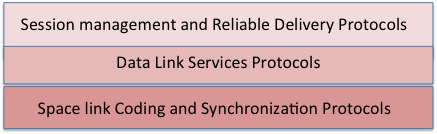 Session management and Reliable Delivery Protocols
Data Link Services Protocols
Space link Coding and Synchronization Protocols